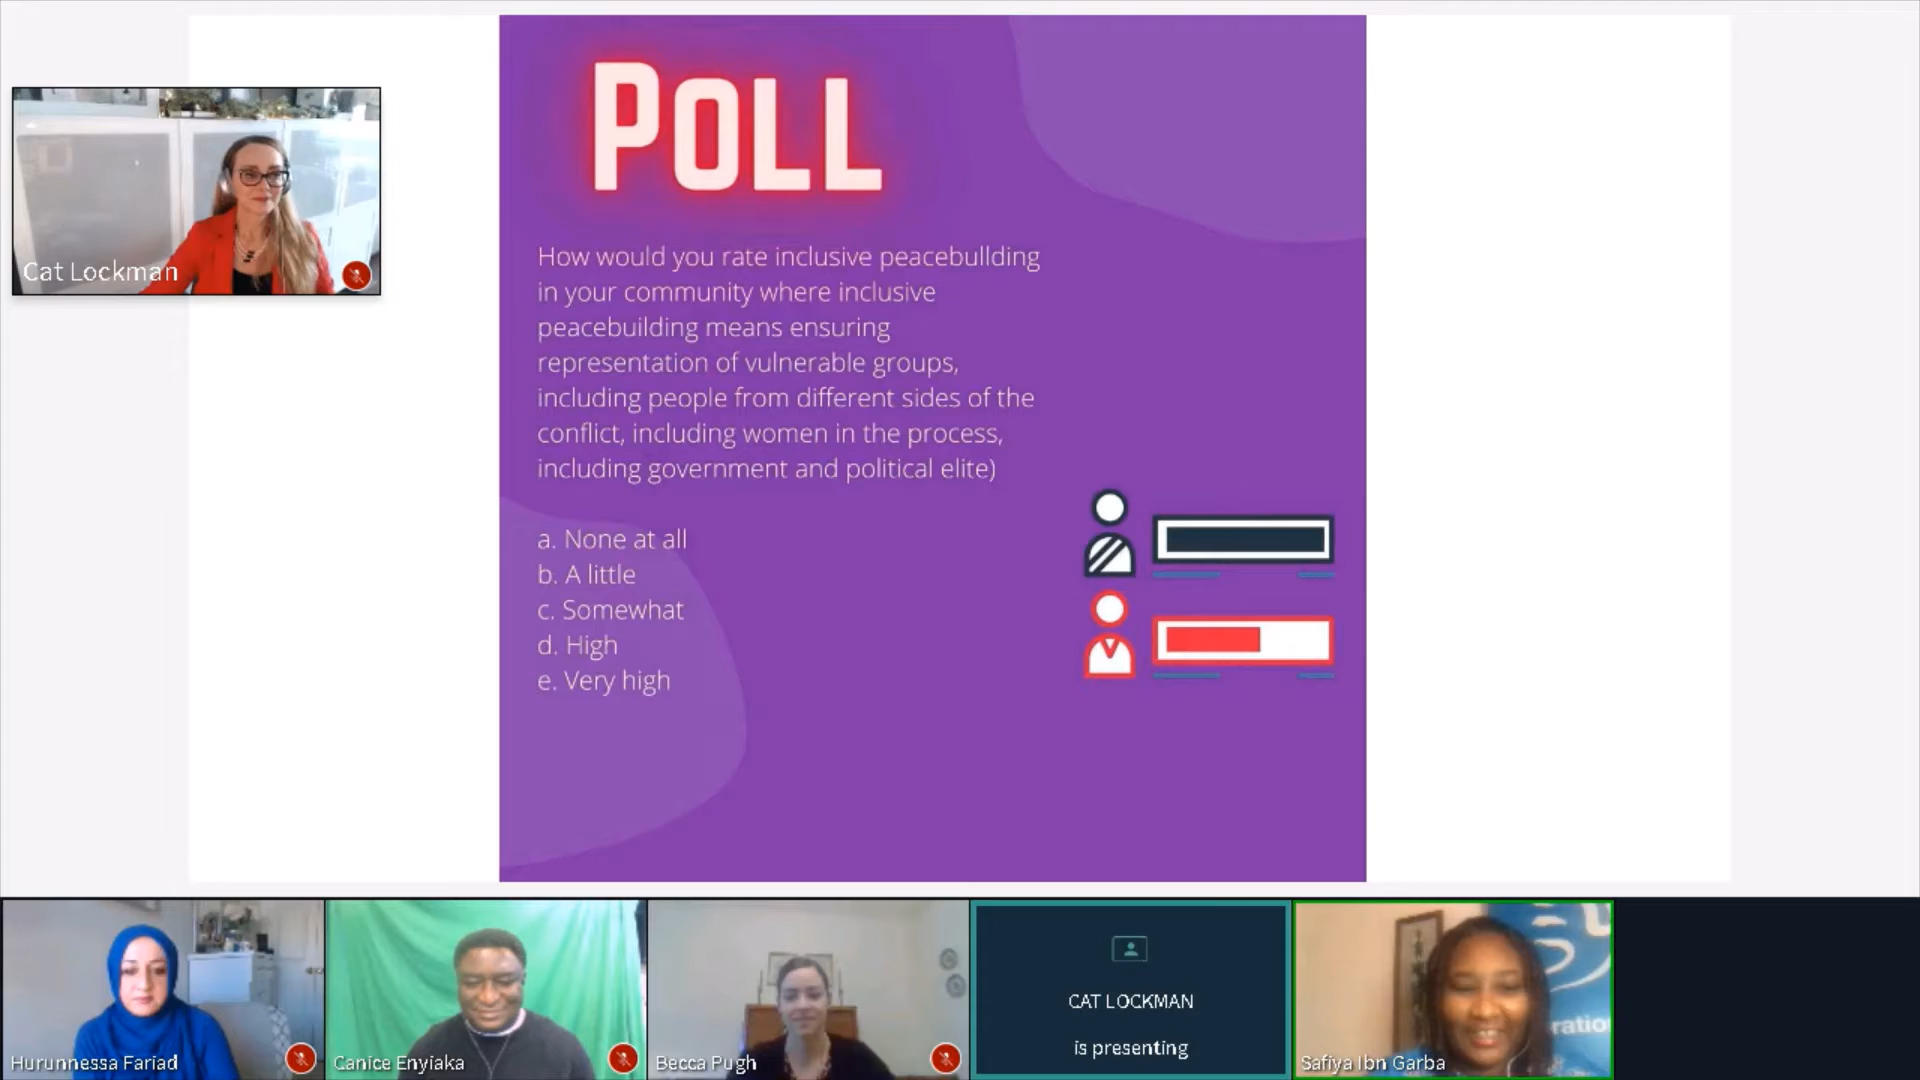 POLL
How would you rate inclusive peacebullding
in your community where inclusive
peacebuilding means ensuring
representation of vulnerable groups,
including people from different sides of the
conflict, including women in the process,
including government and political elite)
a. None at all
b. A little
c. Somewhat
d. High
e. Very high
Cat Lockman
Hurunnessa Fariad
Canice Enyiaka
Becca Pugh
CAT LOCKMAN
is presenting
Safiya Ibn Garba